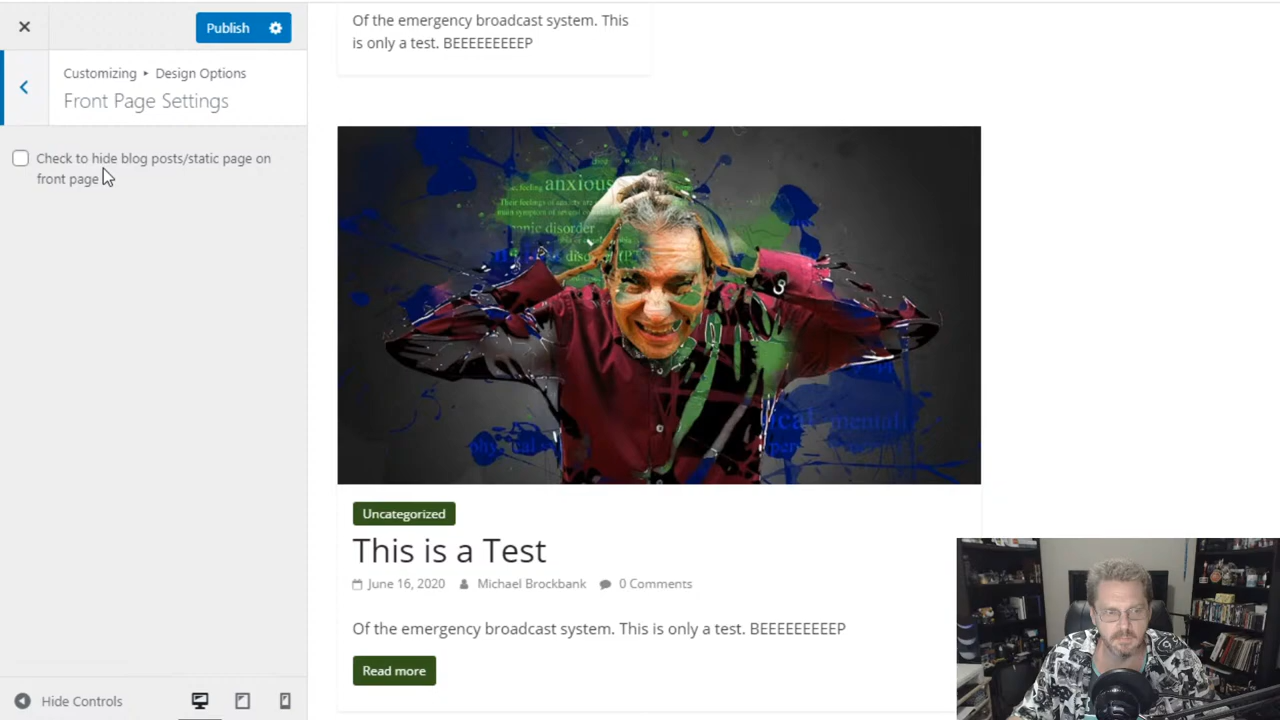 Publish
Customizing ▸ Design Options
Front Page Settings
Check to hide blog posts/static page on
front page
Hide Controls
Of the emergency broadcast system. This
is only a test. BEEEEEEEEEP
anxious
disorder
Uncategorized
This is a Test
June 16, 2020 Michael Brockbank 0 Comments
Of the emergency broadcast system. This is only a test. BEEEEEEEEEP
Read more